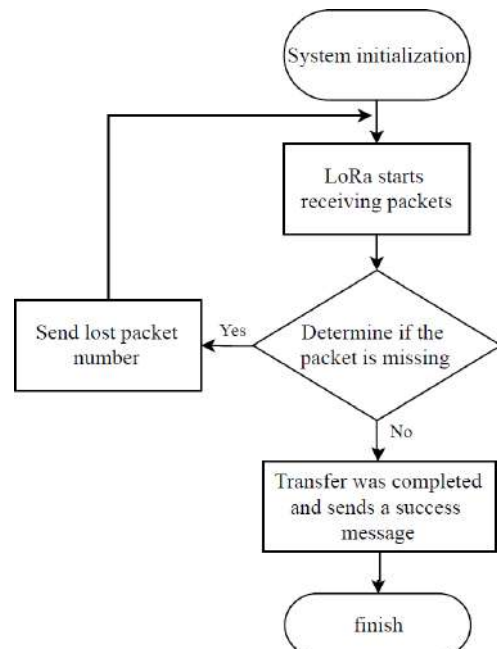 System initialization
LoRa starts
receiving packets
Determine if the
packet is missing
Yes
Send lost packet
number
No
Transfer was completed
and sends a success
message
finish